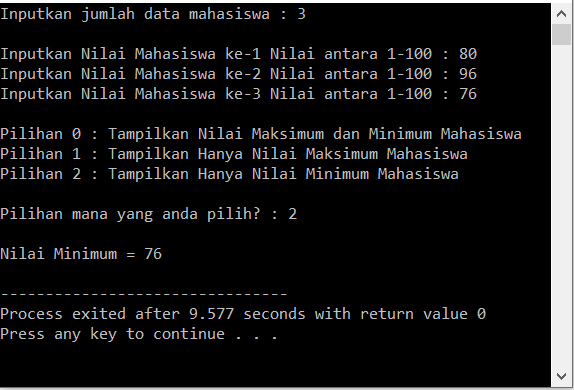 Inputkan jumlah data mahasiswa : 3
Inputkan Nilai Mahasiswa ke-1 Nilai antara 1-100 : 80
Inputkan Nilai Mahasiswa ke-2 Nilai antara 1-100 : 96
Inputkan Nilai Mahasiswa ke-3 Nilai antara 1-100 : 76
Pilihan 0 : Tampilkan Nilai Maksimum dan Minimum Mahasiswa
Pilihan 1 : Tampilkan Hanya Nilai Maksimum Mahasiswa
Pilihan 2 : Tampilkan Hanya Nilai Minimum Mahasiswa
Pilihan mana yang anda pilih? : 2
Nilai Minimum = 76
--------------------------------
Process exited after 9.577 seconds with return value 0
Press any key to continue . . .